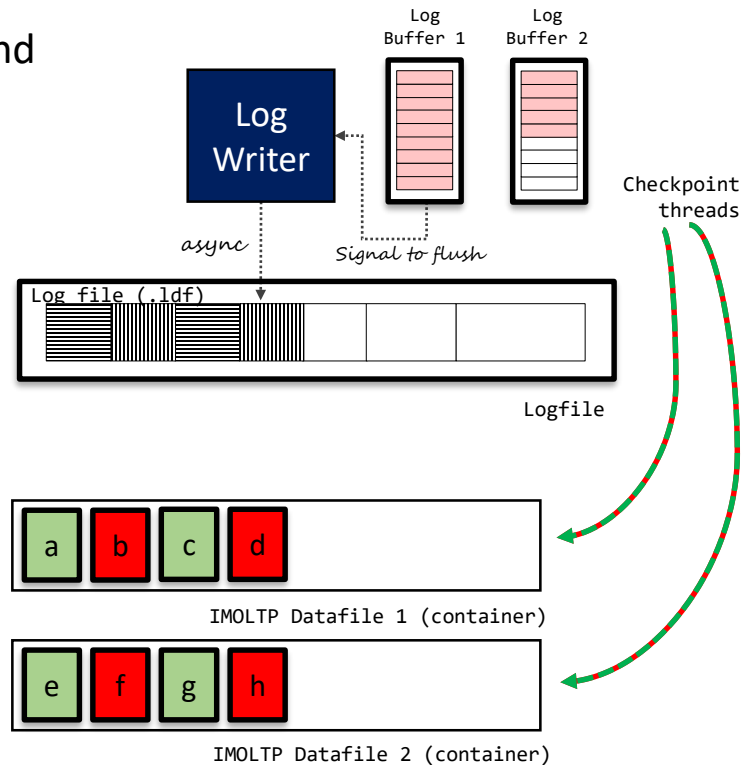 nd
Log
Buffer 1
Log
Buffer 2
Log
Writer
Checkpoint
threads
async
Signal to flush
Log file (.ldf)
Logfile
a
b
c
d
IMOLTP Datafile 1 (container)
e
f
g
h
IMOLTP Datafile 2 (container)